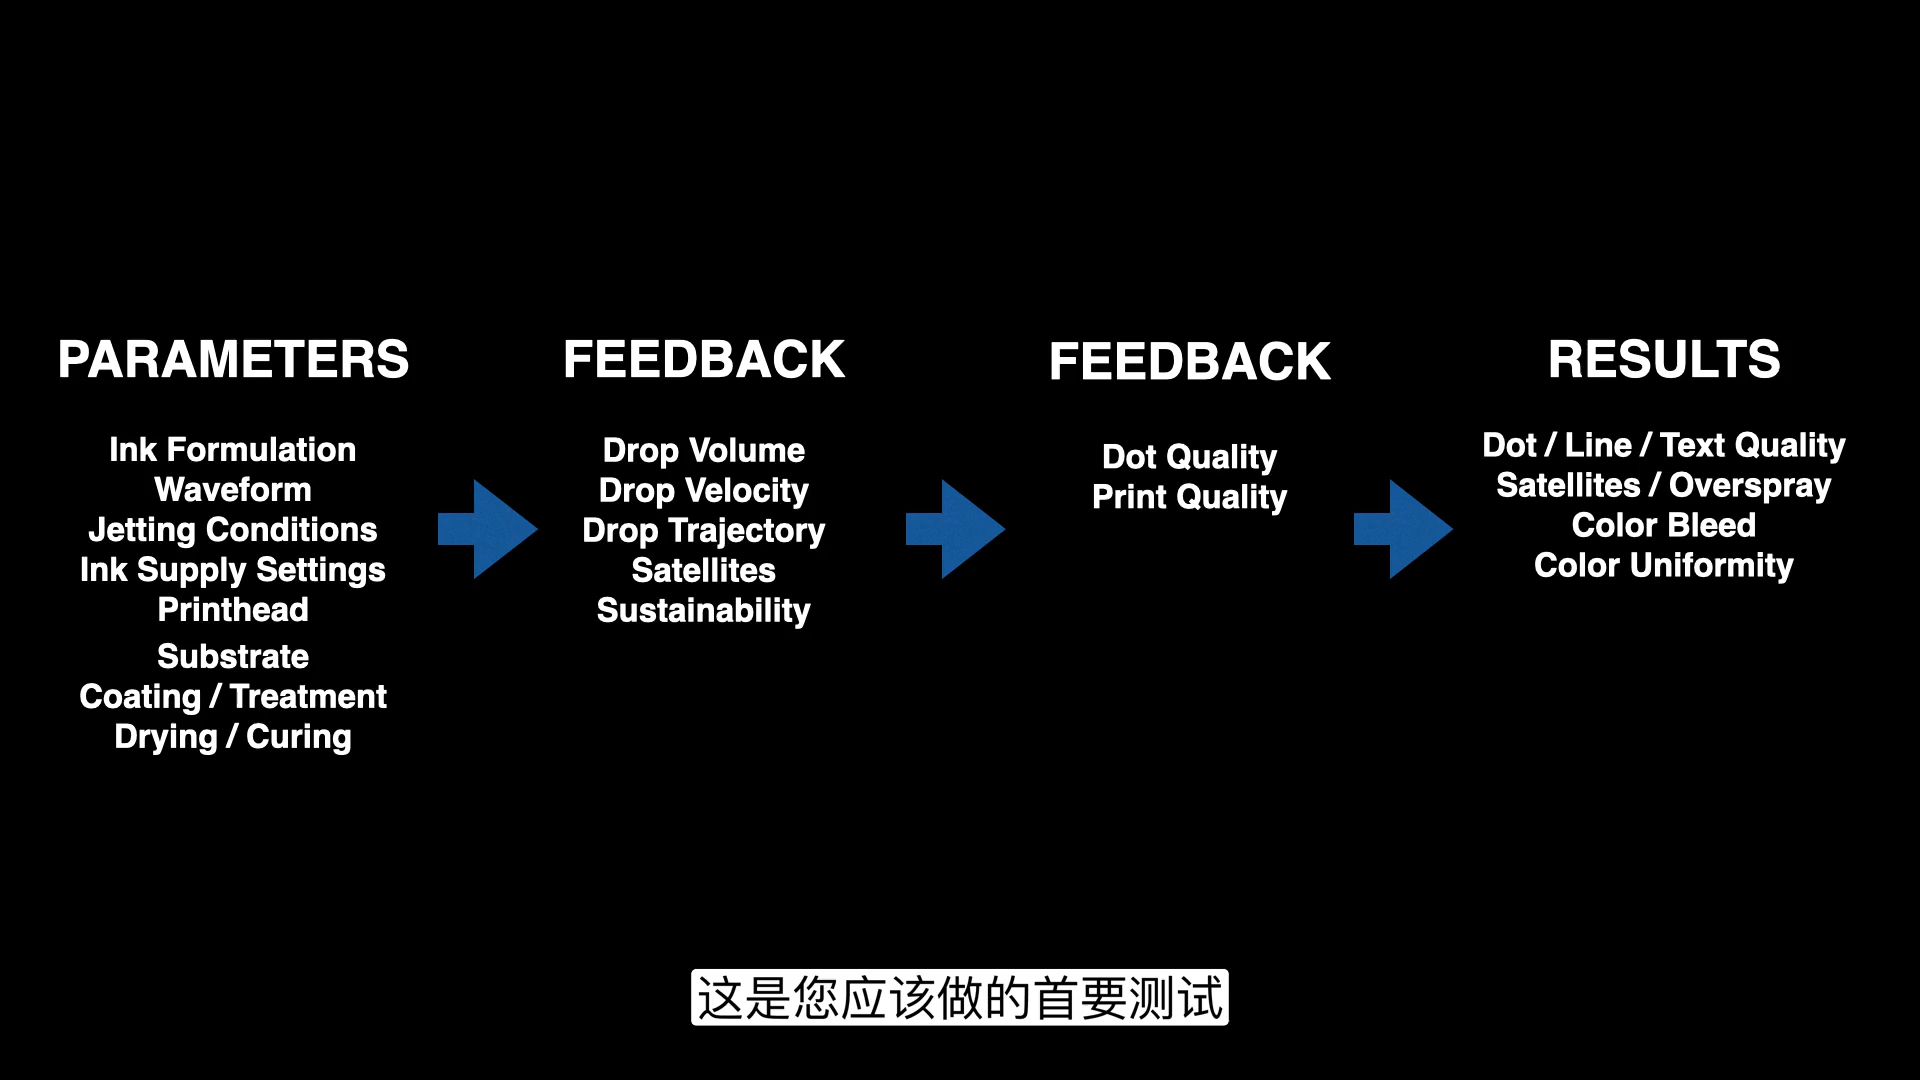 PARAMETERS
Ink Formulation
Waveform
Jetting Conditions
Ink Supply Settings
Printhead
Substrate
Coating / Treatment
Drying / Curing
FEEDBACK
Drop Volume
Drop Velocity
Drop Trajectory
Satellites
Sustainability
FEEDBACK
Dot Quality
Print Quality
RESULTS
Dot / Line / Text Quality
Satellites / Overspray
Color Bleed
Color Uniformity
这是您应该做的首要测试